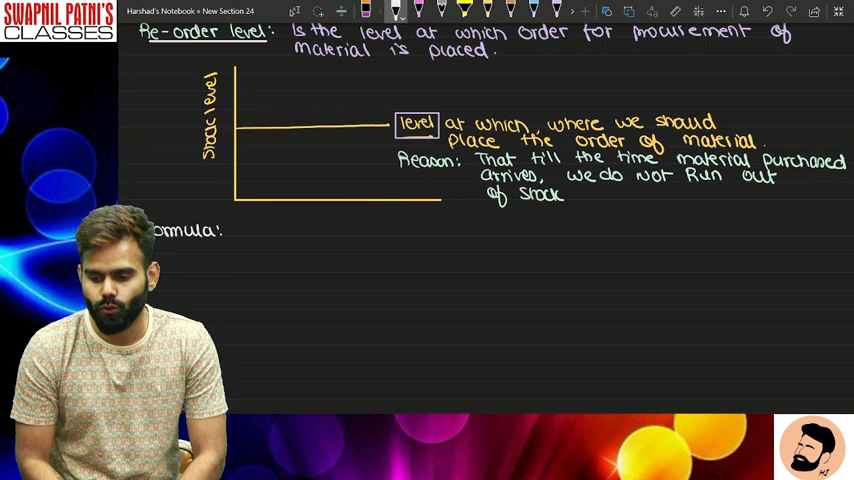 SWAPNIL PATNI'S
CLASSES
Harshad's Notebook » New Section 24
Re-order level: Is the level at which order for procurement of
material is placed.
Stock level
level at which, where we should
place the order of material.
Reason: That till the time material purchased
arrives, we do not Run out
of stock
ormula:
HS